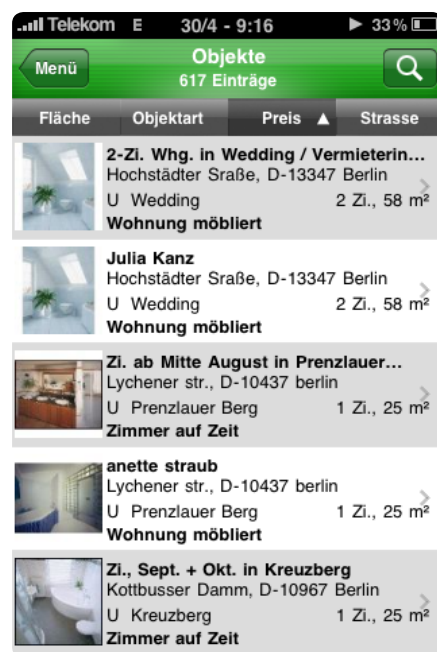 Telekom E 30/4 - 9:16 33 %
Menü
Objekte
617 Einträge
Fläche Objektart Preis ▲ Strasse
2-Zi. Whg. in Wedding / Vermieterin...
Hochstädter Sraße, D-13347 Berlin
U Wedding 2 Zi., 58 m²
Wohnung möbliert
Julia Kanz
Hochstädter Sraße, D-13347 Berlin
U Wedding 2 Zi., 58 m²
Wohnung möbliert
Zi. ab Mitte August in Prenzlauer...
Lychener str., D-10437 berlin
U Prenzlauer Berg 1 Zi., 25 m²
Zimmer auf Zeit
anette straub
Lychener str., D-10437 berlin
U Prenzlauer Berg 1 Zi., 25 m²
Wohnung möbliert
Zi., Sept. + Okt. in Kreuzberg
Kottbusser Damm, D-10967 Berlin
U Kreuzberg 1 Zi., 25 m²
Zimmer auf Zeit